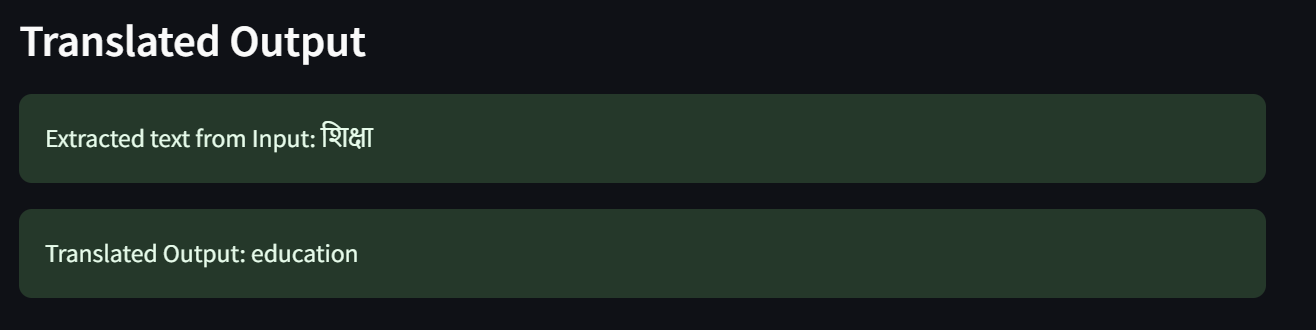 Translated Output
Extracted text from Input: शिक्षा
Translated Output: education